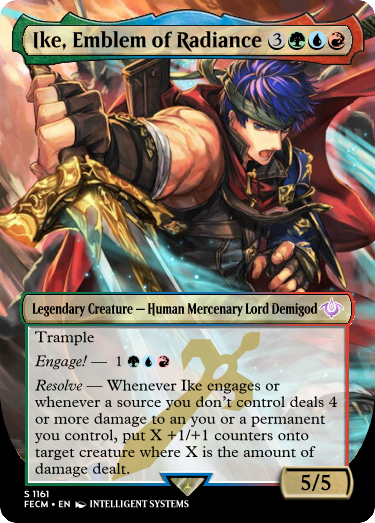 Ike, Emblem of Radiance 3
Legendary Creature — Human Mercenary Lord Demigod
Trample
Engage! — 1
Resolve — Whenever Ike engages or
whenever a source you don't control deals 4
or more damage to an you or a permanent
you control, put X +1/+1 counters onto
target creature where X is the amount of
damage dealt.
5/5
S 1161
FECM • EN INTELLIGENT SYSTEMS